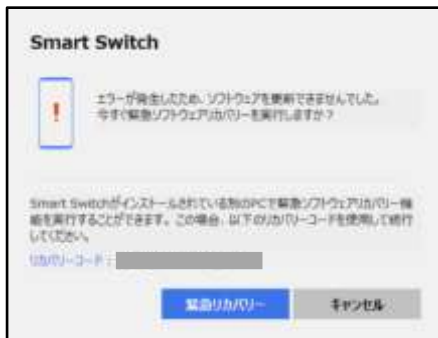 Smart Switch
!
エラーが発生したため、ソフトウェアを更新できませんでした。
今すぐ緊急ソフトウェアリカバリーを実行しますか？
Smart Switchがインストールされている別のPCで緊急ソフトウェアリカバリー機
能を実行することができます。この場合、以下のリカバリーコードを使用して続行
してください。
リカバリーコード：
緊急リカバリー
キャンセル